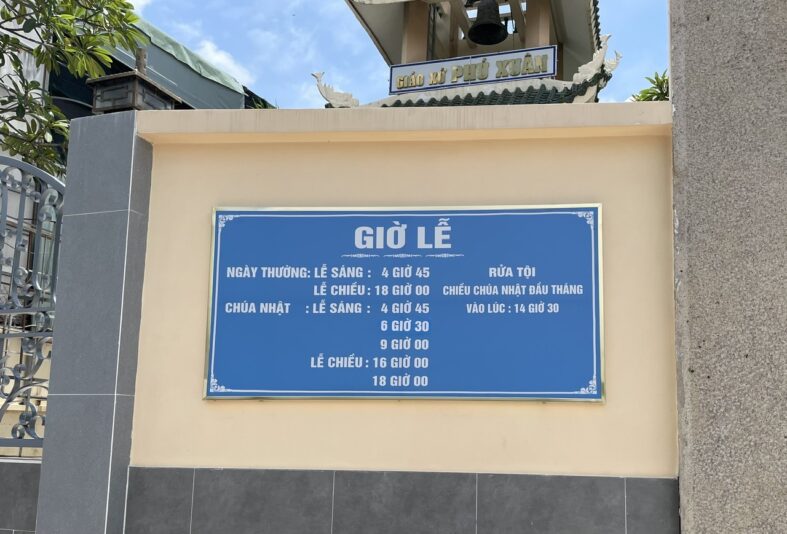 GIÁO XỨ PHÚ XUÂN
GIỜ LỄ
NGÀY THƯỜNG: LỄ SÁNG : 4 GIỜ 45
LỄ CHIỀU : 18 GIỜ 00
CHÚA NHẬT : LỄ SÁNG : 4 GIỜ 45
6 GIỜ 30
9 GIỜ 00
LỄ CHIỀU : 16 GIỜ 00
18 GIỜ 00
RỬA TỘI
CHIỀU CHÚA NHẬT ĐẦU THÁNG
VÀO LÚC : 14 GIỜ 30